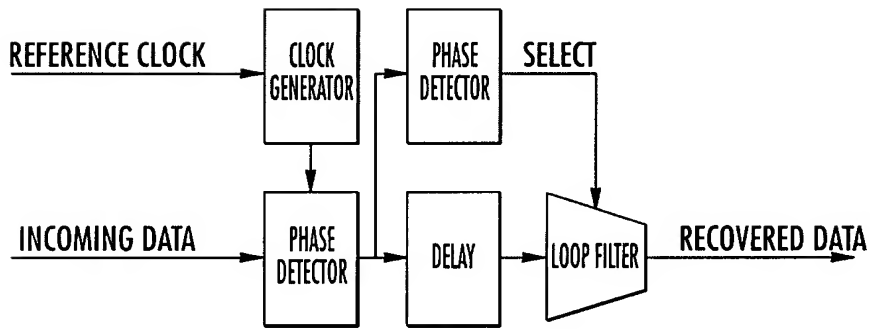 REFERENCE CLOCK
CLOCK
GENERATOR
PHASE
DETECTOR
SELECT
INCOMING DATA
PHASE
DETECTOR
DELAY
LOOP FILTER
RECOVERED DATA